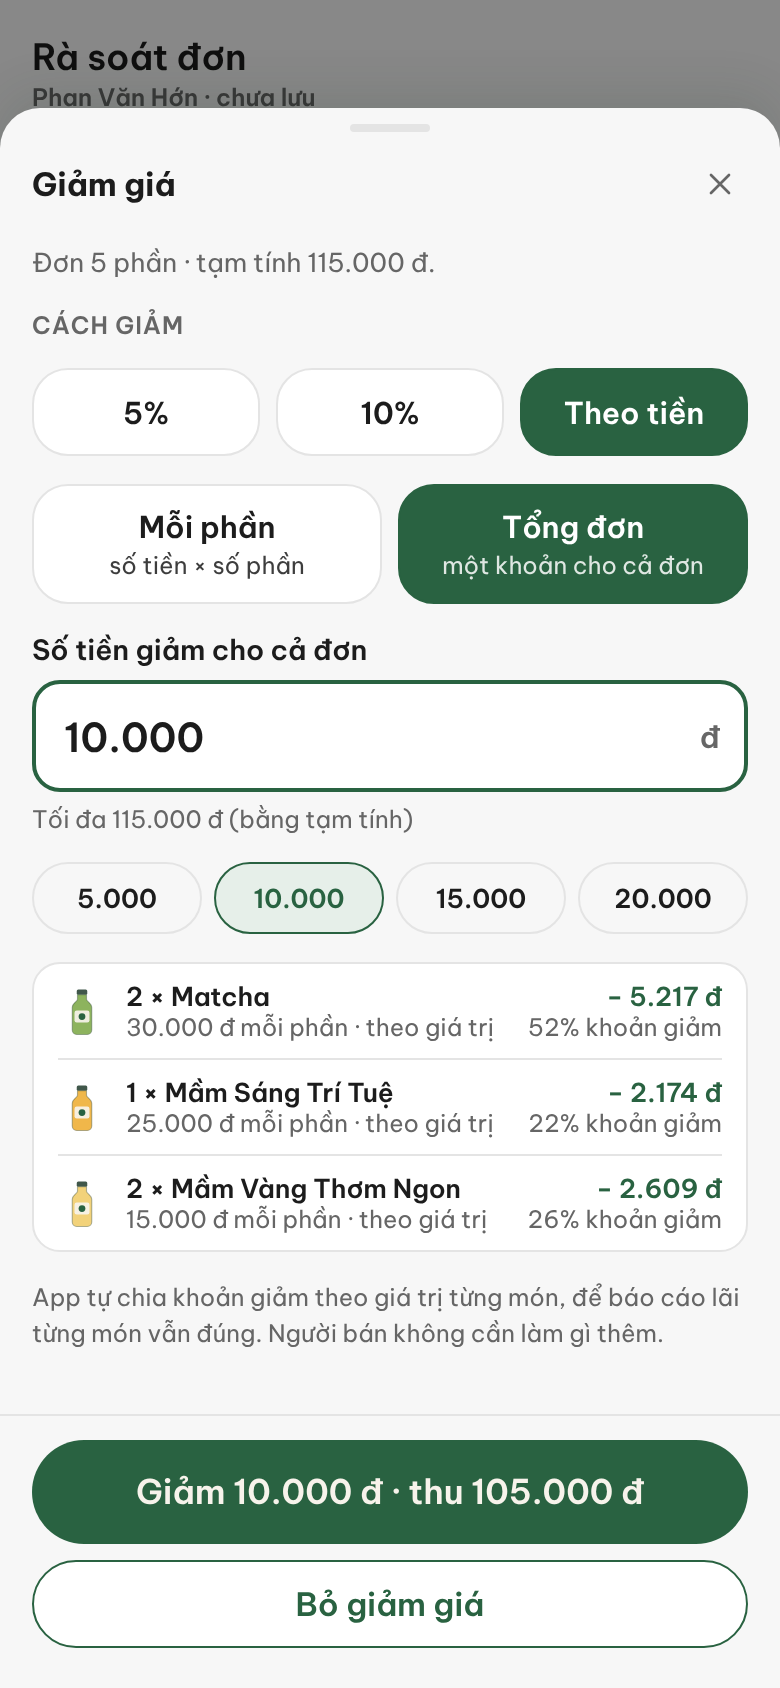 Rà soát đơn
Phan Văn Hớn · chưa lưu
Giảm giá
Đơn 5 phần · tạm tính 115.000 đ.
CÁCH GIẢM
5%
10%
Theo tiền
Mỗi phần
số tiền × số phần
Tổng đơn
một khoản cho cả đơn
Số tiền giảm cho cả đơn
10.000 đ
Tối đa 115.000 đ (bằng tạm tính)
5.000
10.000
15.000
20.000
2 × Matcha
− 5.217 đ
30.000 đ mỗi phần · theo giá trị
52% khoản giảm
1 × Mầm Sáng Trí Tuệ
− 2.174 đ
25.000 đ mỗi phần · theo giá trị
22% khoản giảm
2 × Mầm Vàng Thơm Ngon
− 2.609 đ
15.000 đ mỗi phần · theo giá trị
26% khoản giảm
App tự chia khoản giảm theo giá trị từng món, để báo cáo lãi
từng món vẫn đúng. Người bán không cần làm gì thêm.
Giảm 10.000 đ · thu 105.000 đ
Bỏ giảm giá